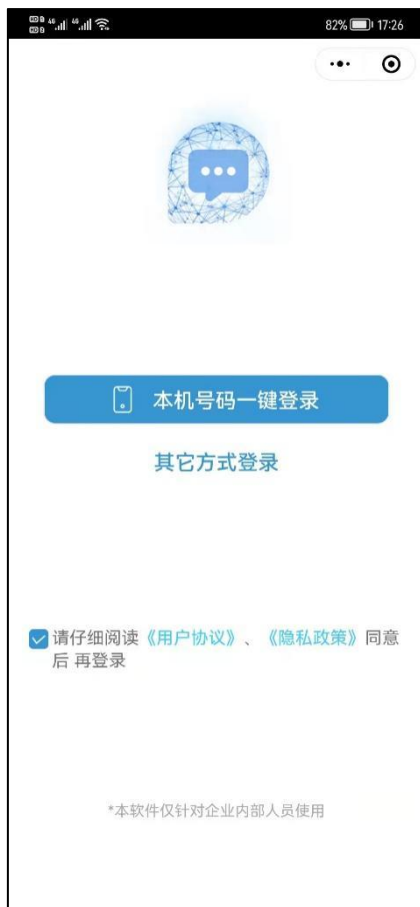 82% 17:26
本机号码一键登录
其它方式登录
请仔细阅读《用户协议》、《隐私政策》同意
后 再登录
*本软件仅针对企业内部人员使用